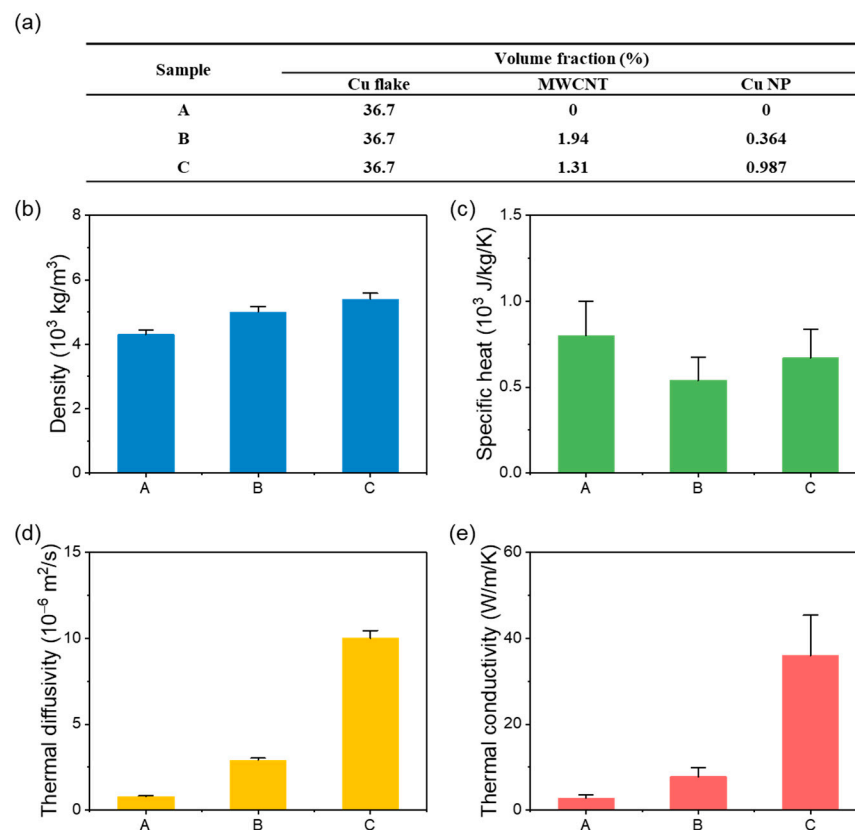 (a)
Sample Volume fraction (%)
Cu flake MWCNT Cu NP
A 36.7 0 0
B 36.7 1.94 0.364
C 36.7 1.31 0.987
(b)
Density (10³ kg/m³)
8
6
4
2
0
A B C
(c)
Specific heat (10³ J/kg/K)
1.5
1.0
0.5
0.0
A B C
(d)
Thermal diffusivity (10⁻⁶ m²/s)
15
10
5
0
A B C
(e)
Thermal conductivity (W/m/K)
60
40
20
0
A B C